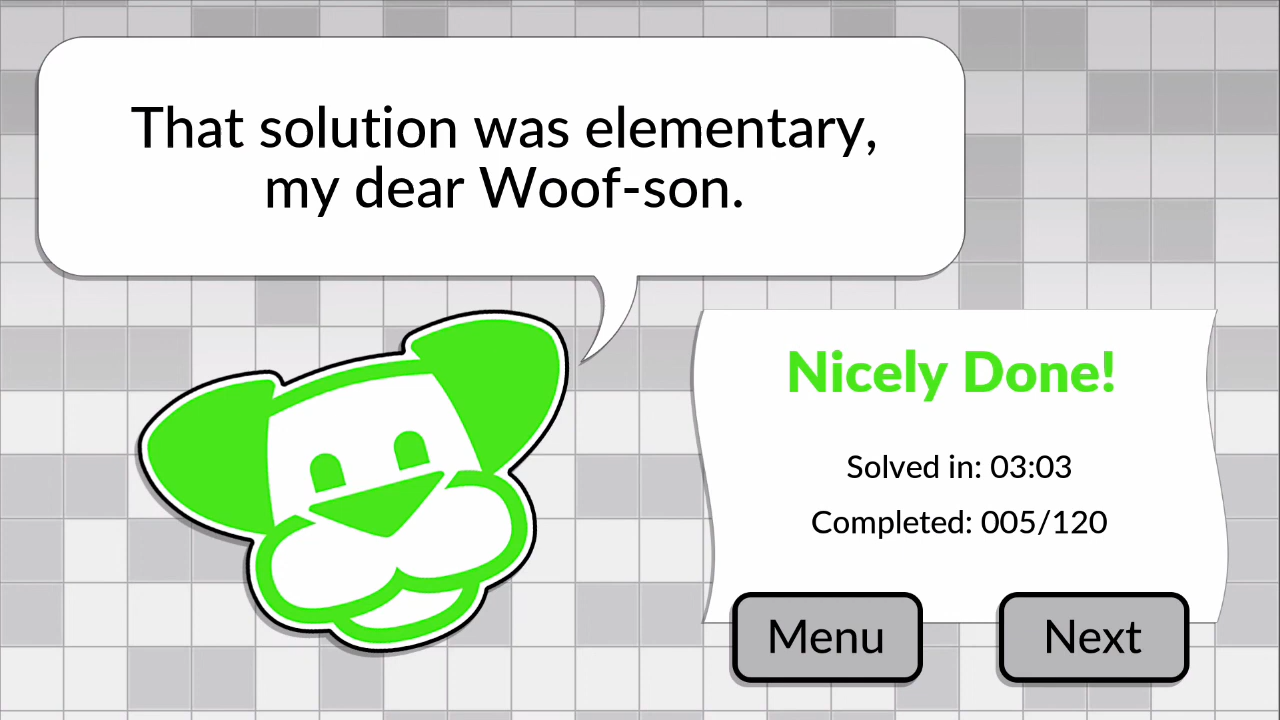 That solution was elementary,
my dear Woof-son.
Nicely Done!
Solved in: 03:03
Completed: 005/120
Menu
Next